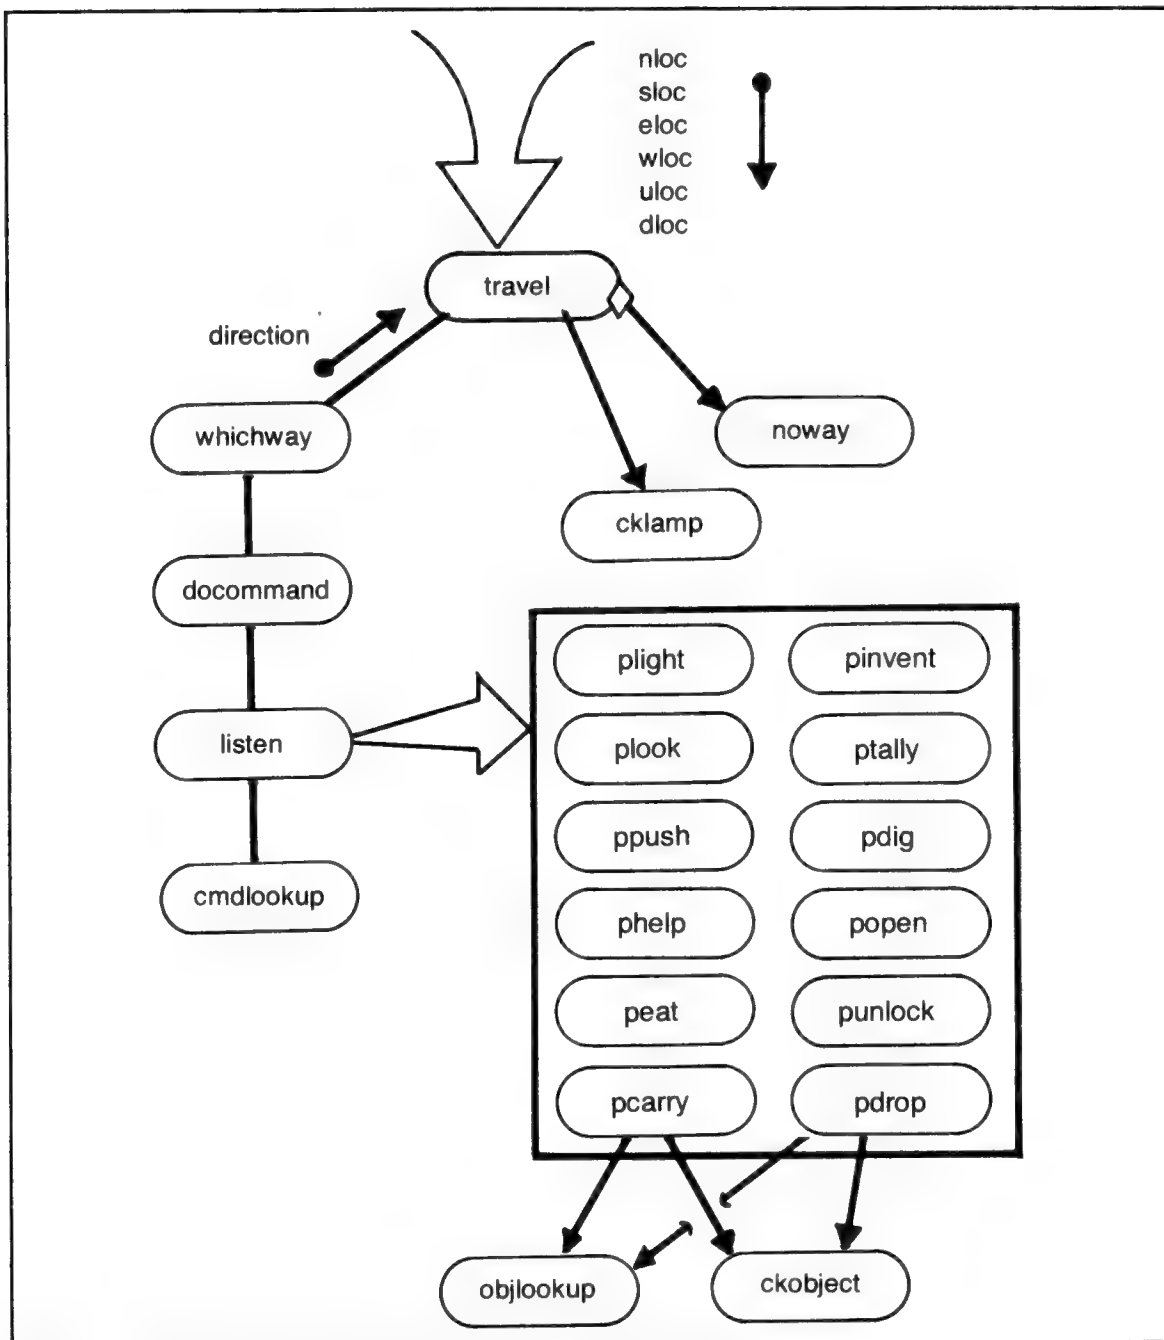 nloc
sloc
eloc
wloc
uloc
dloc
travel
direction
whichway
noway
cklamp
docommand
plight
pinvent
listen
plook
ptally
ppush
pdig
cmdlookup
phelp
popen
peat
punlock
pcarry
pdrop
objlookup
ckobject